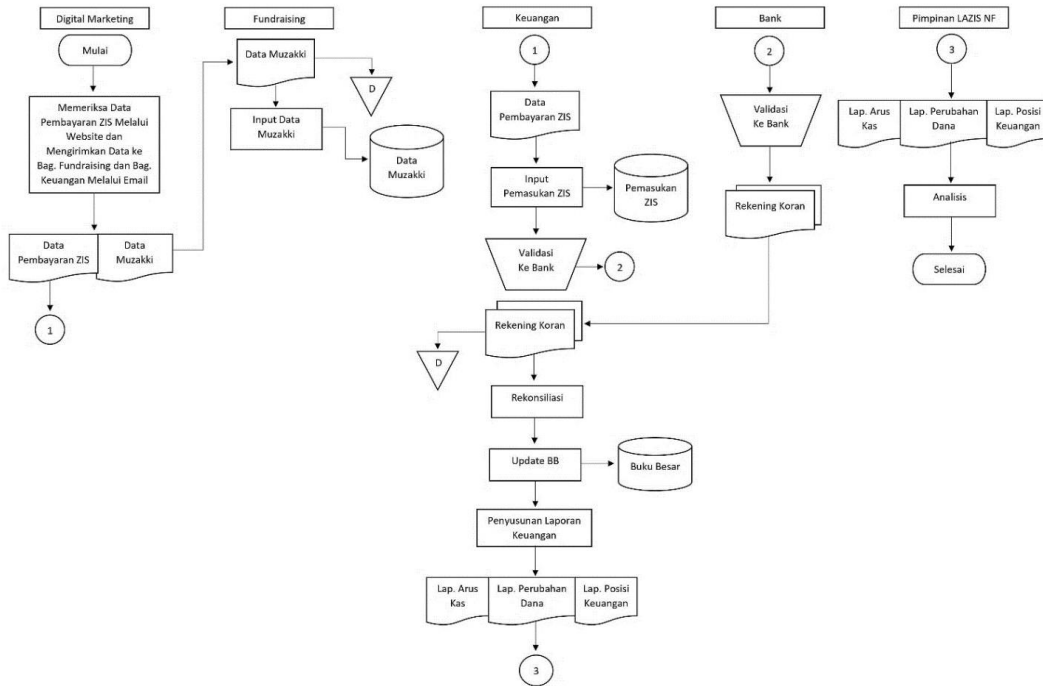 Digital Marketing
Mulai
Memeriksa Data
Pembayaran ZIS Melalui
Website dan
Mengirimkan Data ke
Bag. Fundraising dan Bag.
Keuangan Melalui Email
Data
Pembayaran ZIS
Data
Muzakki
1
Fundraising
Data Muzakki
D
Input Data
Muzakki
Data
Muzakki
Keuangan
1
Data
Pembayaran ZIS
Input
Pemasukan ZIS
Pemasukan
ZIS
Validasi
Ke Bank
2
Rekening Koran
D
Rekonsiliasi
Update BB
Buku Besar
Penyusunan Laporan
Keuangan
Lap. Arus
Kas
Lap. Perubahan
Dana
Lap. Posisi
Keuangan
3
Bank
2
Validasi
Ke Bank
Rekening Koran
Pimpinan LAZIS NF
3
Lap. Arus
Kas
Lap. Perubahan
Dana
Lap. Posisi
Keuangan
Analisis
Selesai